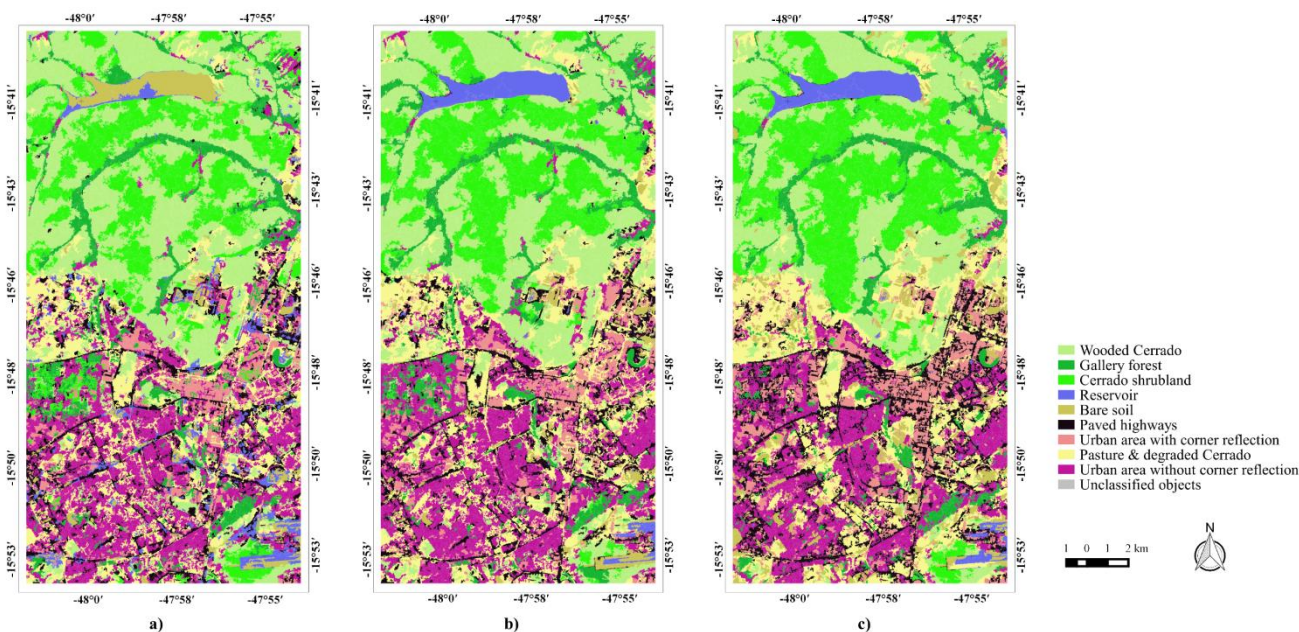 -48°0′ -47°58′ -47°55′ -48°0′ -47°58′ -47°55′ -48°0′ -47°58′ -47°55′
-15°41′ -15°41′ -15°41′ -15°41′
-15°43′ -15°43′ -15°43′ -15°43′
-15°46′ -15°46′ -15°46′ -15°46′
-15°48′ -15°48′ -15°48′ -15°48′
-15°50′ -15°50′ -15°50′ -15°50′
-15°53′ -15°53′ -15°53′ -15°53′
-48°0′ -47°58′ -47°55′ -48°0′ -47°58′ -47°55′ -48°0′ -47°58′ -47°55′
a) b) c)
Wooded Cerrado
Gallery forest
Cerrado shrubland
Reservoir
Bare soil
Paved highways
Urban area with corner reflection
Pasture & degraded Cerrado
Urban area without corner reflection
Unclassified objects
N
1 0 1 2 km